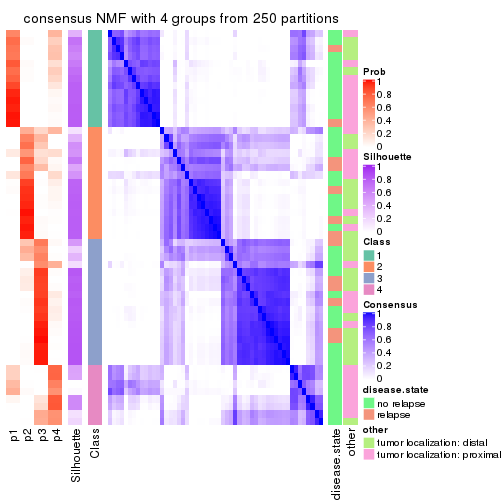 consensus NMF with 4 groups from 250 partitions
Prob
1
0.8
0.6
0.4
0.2
0
Silhouette
1
0.8
0.6
0.4
0.2
0
Class
1
2
3
4
Consensus
1
0.8
0.6
0.4
0.2
0
disease.state
no relapse
relapse
other
tumor localization: distal
tumor localization: proximal
p1
p2
p3
p4
Silhouette
Class
disease.state
other